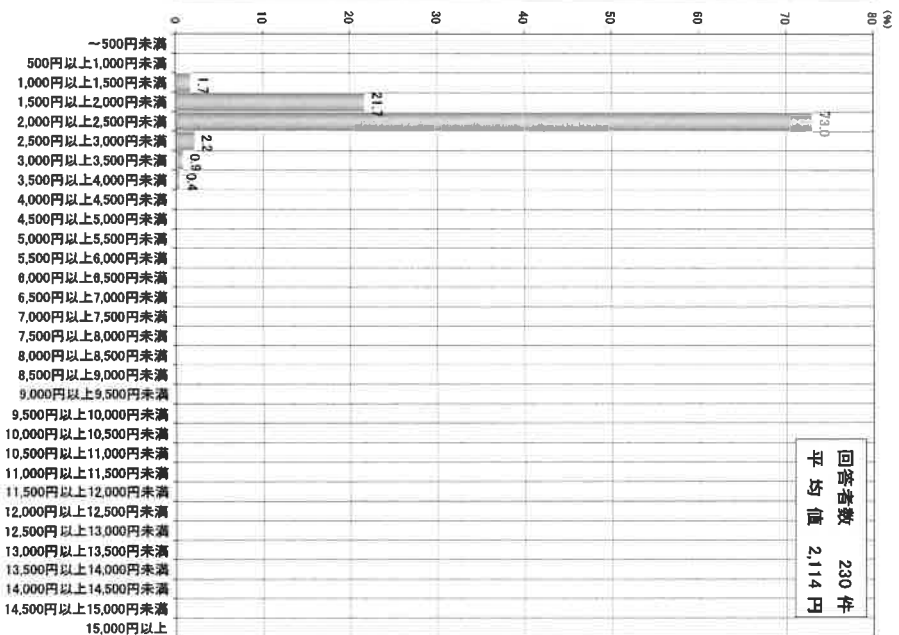 (%)
80
70
60
50
40
30
20
10
0
～500円未満
500円以上1,000円未満
1,000円以上1,500円未満
1,500円以上2,000円未満
2,000円以上2,500円未満
2,500円以上3,000円未満
3,000円以上3,500円未満
3,500円以上4,000円未満
4,000円以上4,500円未満
4,500円以上5,000円未満
5,000円以上5,500円未満
5,500円以上6,000円未満
6,000円以上6,500円未満
6,500円以上7,000円未満
7,000円以上7,500円未満
7,500円以上8,000円未満
8,000円以上8,500円未満
8,500円以上9,000円未満
9,000円以上9,500円未満
9,500円以上10,000円未満
10,000円以上10,500円未満
10,500円以上11,000円未満
11,000円以上11,500円未満
11,500円以上12,000円未満
12,000円以上12,500円未満
12,500円以上13,000円未満
13,000円以上13,500円未満
13,500円以上14,000円未満
14,000円以上14,500円未満
14,500円以上15,000円未満
15,000円以上
1.7
21.7
73.0
2.2
0.9
0.4
回答者数 230 件
平均値 2,114 円